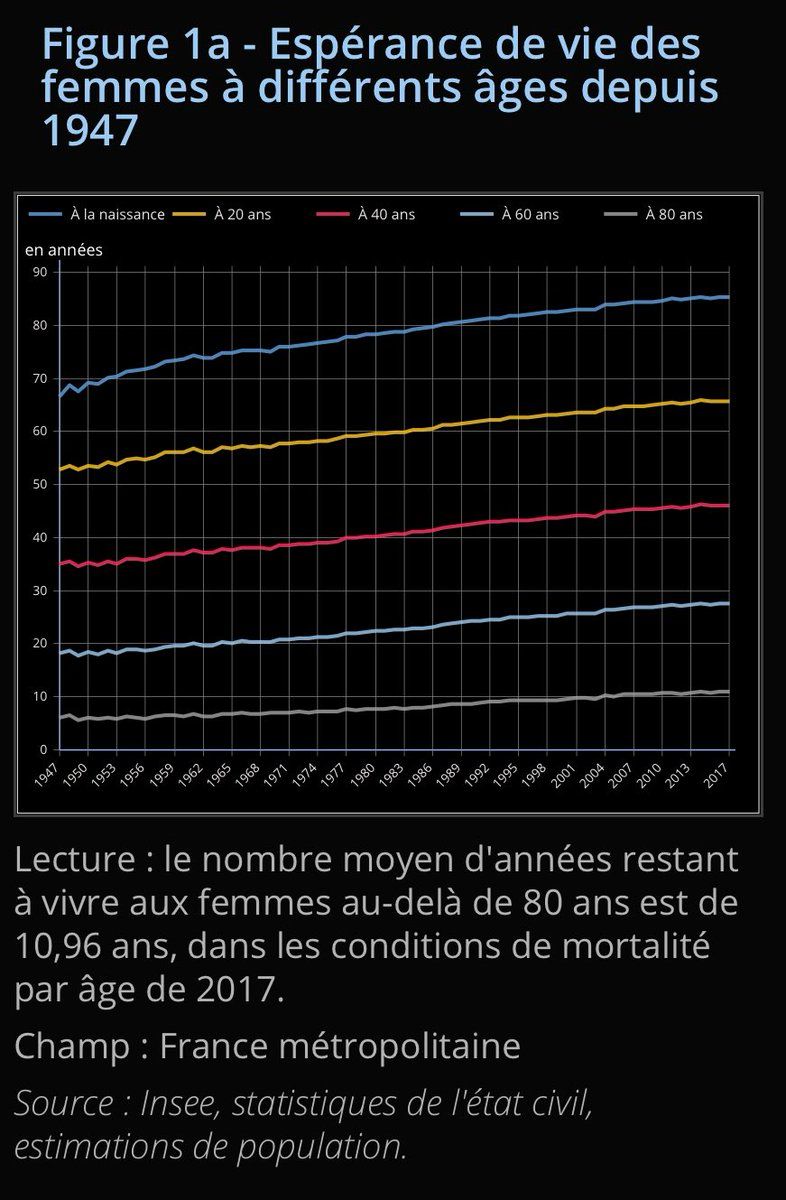 Figure 1a - Espérance de vie des
femmes à différents âges depuis
1947
À la naissance À 20 ans À 40 ans À 60 ans À 80 ans
en années
90
80
70
60
50
40
30
20
10
0
1947 1950 1953 1956 1959 1962 1965 1968 1971 1974 1977 1980 1983 1986 1989 1992 1995 1998 2001 2004 2007 2010 2013 2017
Lecture : le nombre moyen d'années restant
à vivre aux femmes au-delà de 80 ans est de
10,96 ans, dans les conditions de mortalité
par âge de 2017.
Champ : France métropolitaine
Source : Insee, statistiques de l'état civil,
estimations de population.